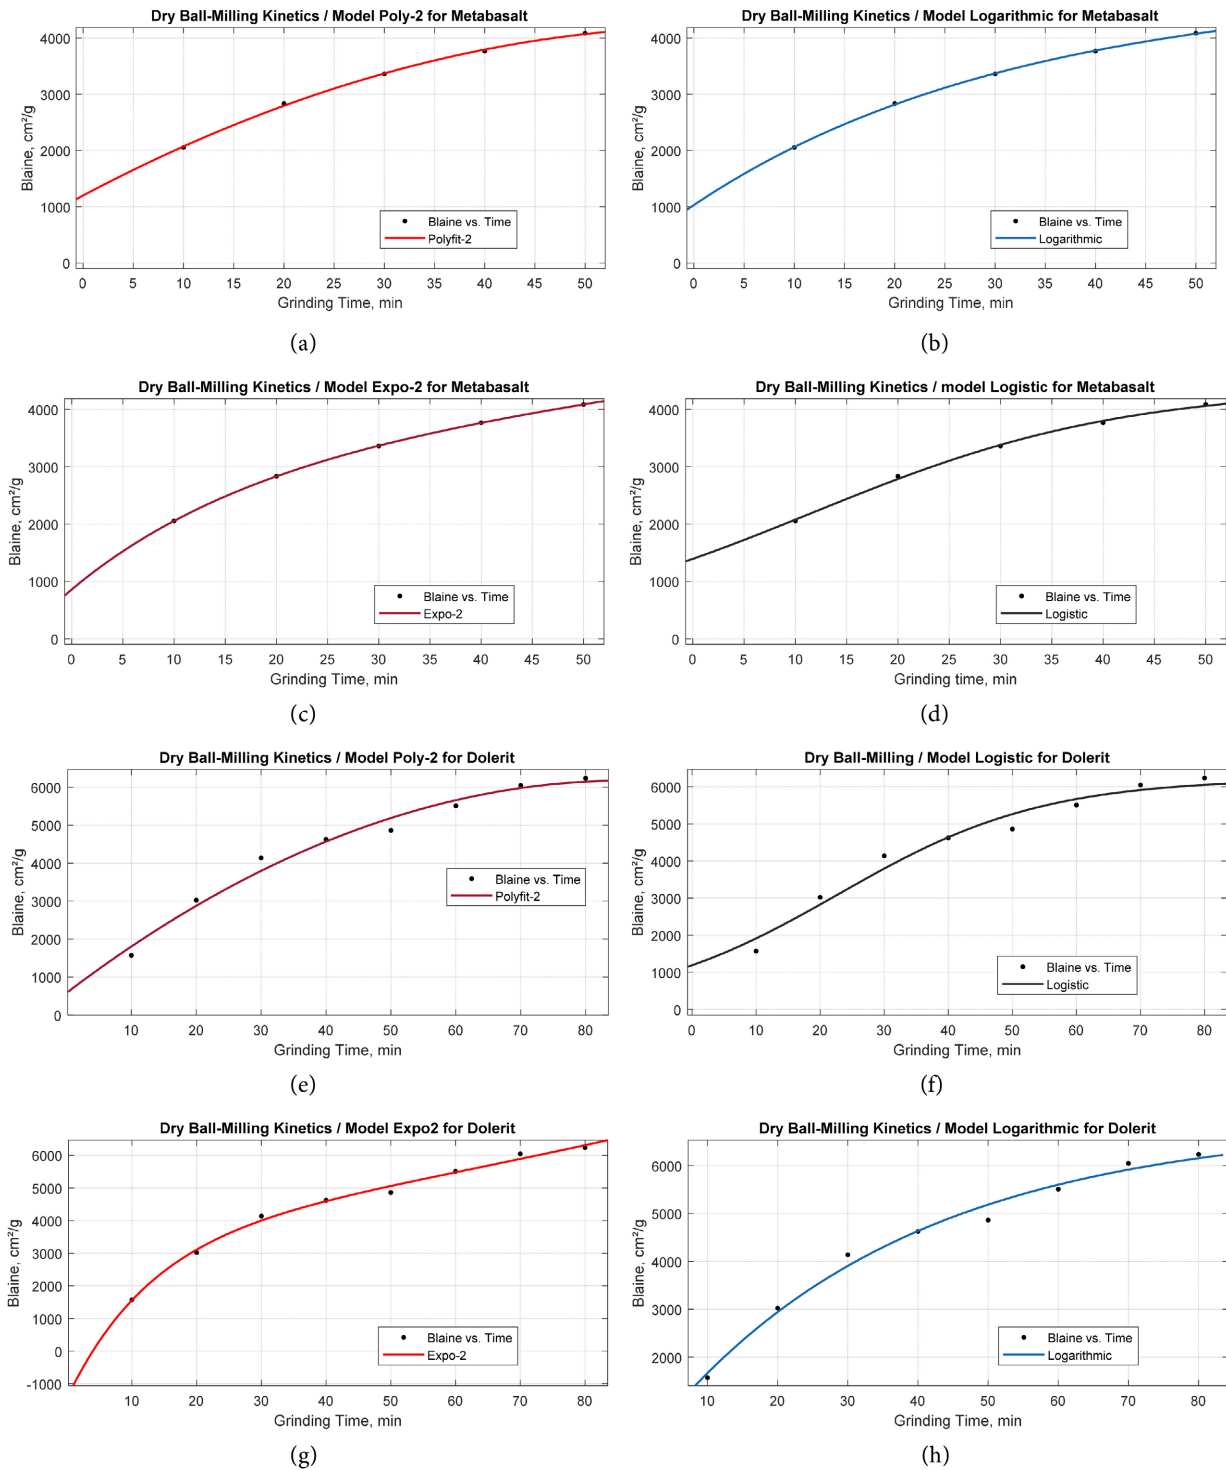 Dry Ball-Milling Kinetics / Model Poly-2 for Metabasalt
4000
3000
2000
1000
0
Blaine, cm²/g
Blaine vs. Time
Polyfit-2
0 5 10 15 20 25 30 35 40 45 50
Grinding Time, min
(a)
Dry Ball-Milling Kinetics / Model Logarithmic for Metabasalt
4000
3000
2000
1000
0
Blaine, cm²/g
Blaine vs. Time
Logarithmic
0 5 10 15 20 25 30 35 40 45 50
Grinding Time, min
(b)
Dry Ball-Milling Kinetics / Model Expo-2 for Metabasalt
4000
3000
2000
1000
0
Blaine, cm²/g
Blaine vs. Time
Expo-2
0 5 10 15 20 25 30 35 40 45 50
Grinding Time, min
(c)
Dry Ball-Milling Kinetics / model Logistic for Metabasalt
4000
3000
2000
1000
0
Blaine, cm²/g
Blaine vs. Time
Logistic
0 5 10 15 20 25 30 35 40 45 50
Grinding time, min
(d)
Dry Ball-Milling Kinetics / Model Poly-2 for Dolerit
6000
5000
4000
3000
2000
1000
0
Blaine, cm²/g
Blaine vs. Time
Polyfit-2
10 20 30 40 50 60 70 80
Grinding Time, min
(e)
Dry Ball-Milling / Model Logistic for Dolerit
6000
5000
4000
3000
2000
1000
0
Blaine, cm²/g
Blaine vs. Time
Logistic
0 10 20 30 40 50 60 70 80
Grinding Time, min
(f)
Dry Ball-Milling Kinetics / Model Expo2 for Dolerit
6000
5000
4000
3000
2000
1000
0
-1000
Blaine, cm²/g
Blaine vs. Time
Expo-2
10 20 30 40 50 60 70 80
Grinding Time, min
(g)
Dry Ball-Milling Kinetics / Model Logarithmic for Dolerit
6000
5000
4000
3000
2000
Blaine, cm²/g
Blaine vs. Time
Logarithmic
10 20 30 40 50 60 70 80
Grinding Time, min
(h)